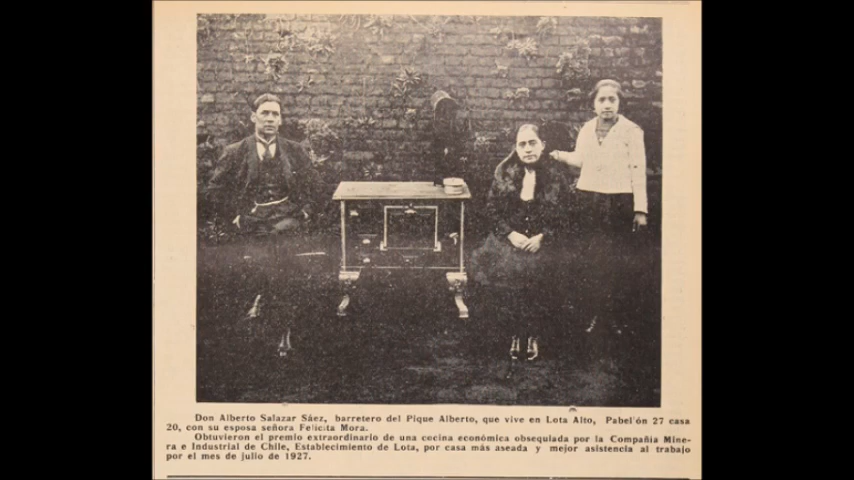 Don Alberto Salazar Sáez, barretero del Pique Alberto, que vive en Lota Alto, Pabellón 27 casa
20, con su esposa señora Felicita Mora.
Obtuvieron el premio extraordinario de una cocina económica obsequiada por la Compañía Mine-
ra e Industrial de Chile, Establecimiento de Lota, por casa más aseada y mejor asistencia al trabajo
por el mes de julio de 1927.